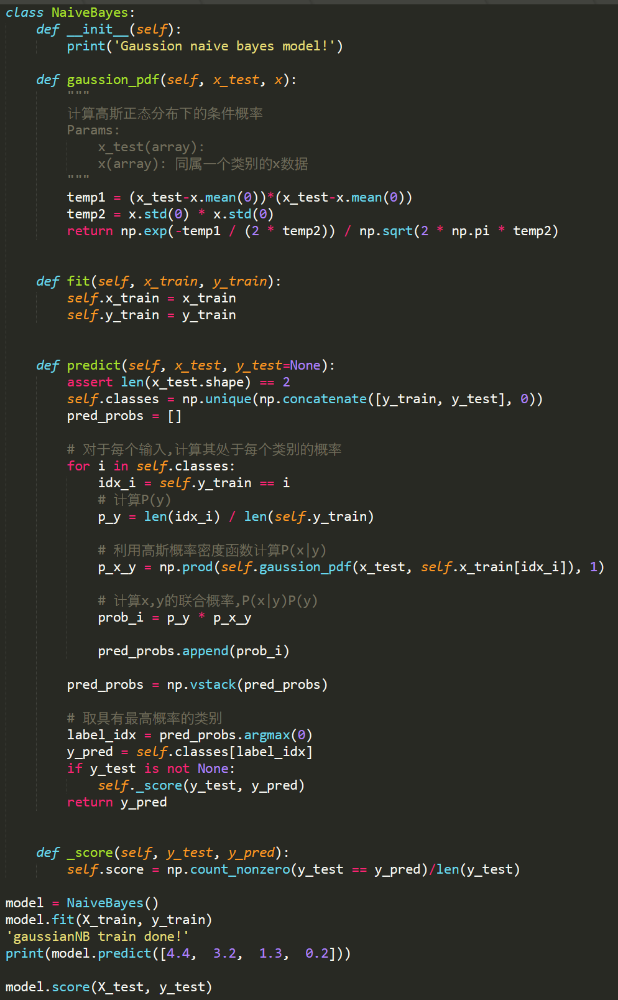 class NaiveBayes:
    def __init__(self):
        print('Gaussion naive bayes model!')
    def gaussion_pdf(self, x_test, x):
        """
        计算高斯正态分布下的条件概率
        Params:
            x_test(array):
            x(array): 同属一个类别的x数据
        """
        temp1 = (x_test-x.mean(0))*(x_test-x.mean(0))
        temp2 = x.std(0) * x.std(0)
        return np.exp(-temp1 / (2 * temp2)) / np.sqrt(2 * np.pi * temp2)
    def fit(self, x_train, y_train):
        self.x_train = x_train
        self.y_train = y_train
    def predict(self, x_test, y_test=None):
        assert len(x_test.shape) == 2
        self.classes = np.unique(np.concatenate([y_train, y_test], 0))
        pred_probs = []
        # 对于每个输入,计算其处于每个类别的概率
        for i in self.classes:
            idx_i = self.y_train == i
            # 计算P(y)
            p_y = len(idx_i) / len(self.y_train)
            # 利用高斯概率密度函数计算P(x|y)
            p_x_y = np.prod(self.gaussion_pdf(x_test, self.x_train[idx_i]), 1)
            # 计算x,y的联合概率,P(x|y)P(y)
            prob_i = p_y * p_x_y
            pred_probs.append(prob_i)
        pred_probs = np.vstack(pred_probs)
        # 取具有最高概率的类别
        label_idx = pred_probs.argmax(0)
        y_pred = self.classes[label_idx]
        if y_test is not None:
            self._score(y_test, y_pred)
        return y_pred
    def _score(self, y_test, y_pred):
        self.score = np.count_nonzero(y_test == y_pred)/len(y_test)
model = NaiveBayes()
model.fit(X_train, y_train)
'gaussianNB train done!'
print(model.predict([4.4,  3.2,  1.3,  0.2]))
model.score(X_test, y_test)